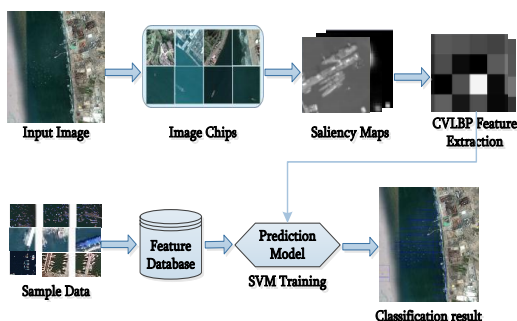 Input Image
Image Chips
Saliency Maps
CVLBP Feature
Extraction
Sample Data
Feature
Database
Prediction
Model
SVM Training
Classification result